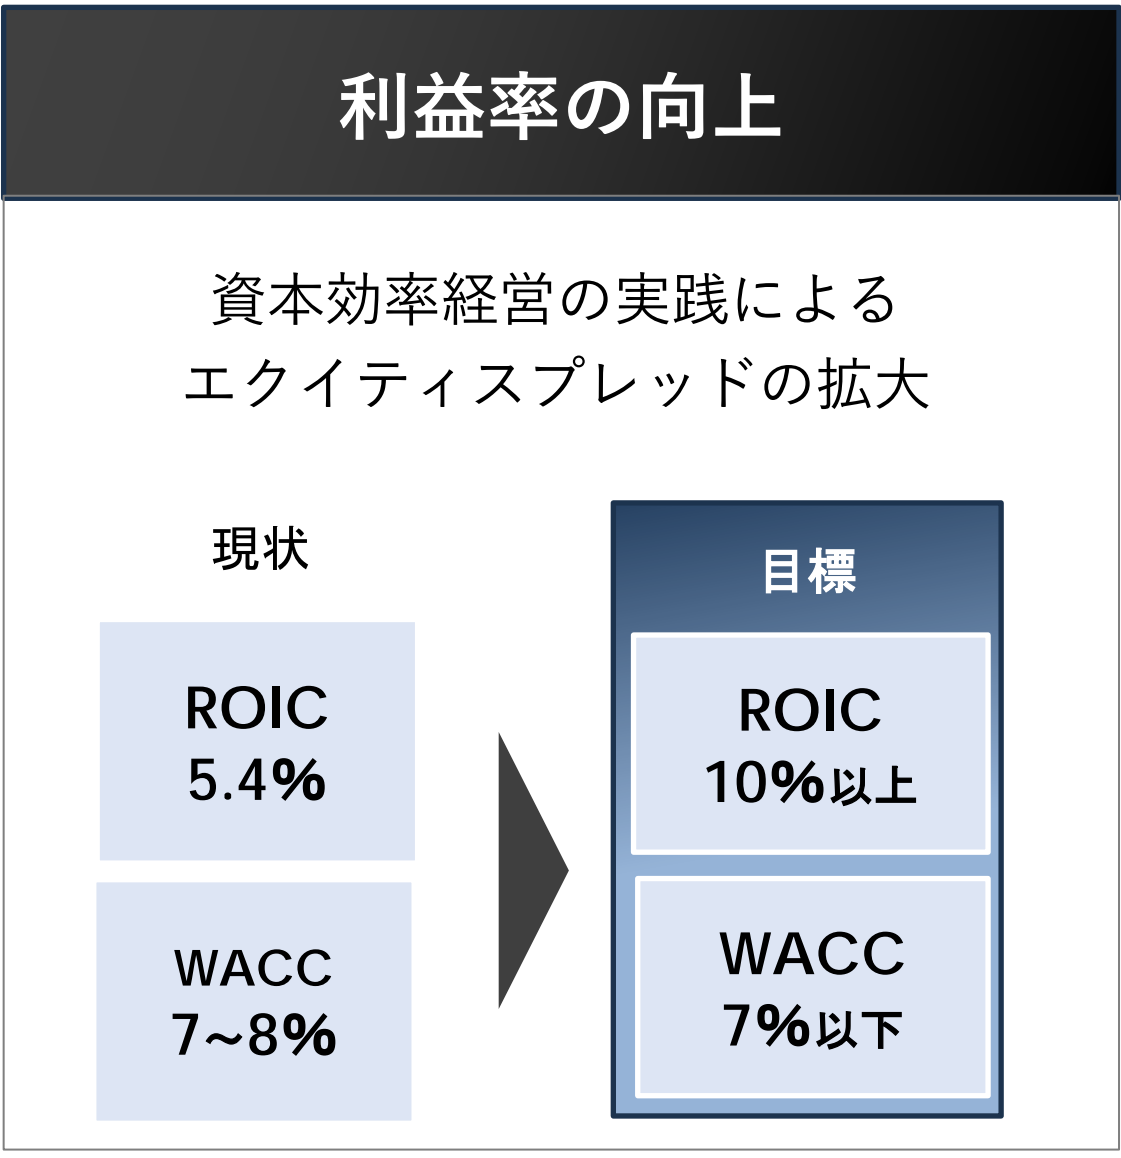 利益率の向上
資本効率経営の実践による
エクイティスプレッドの拡大
現状
ROIC
5.4%
WACC
7~8%
目標
ROIC
10%以上
WACC
7%以下